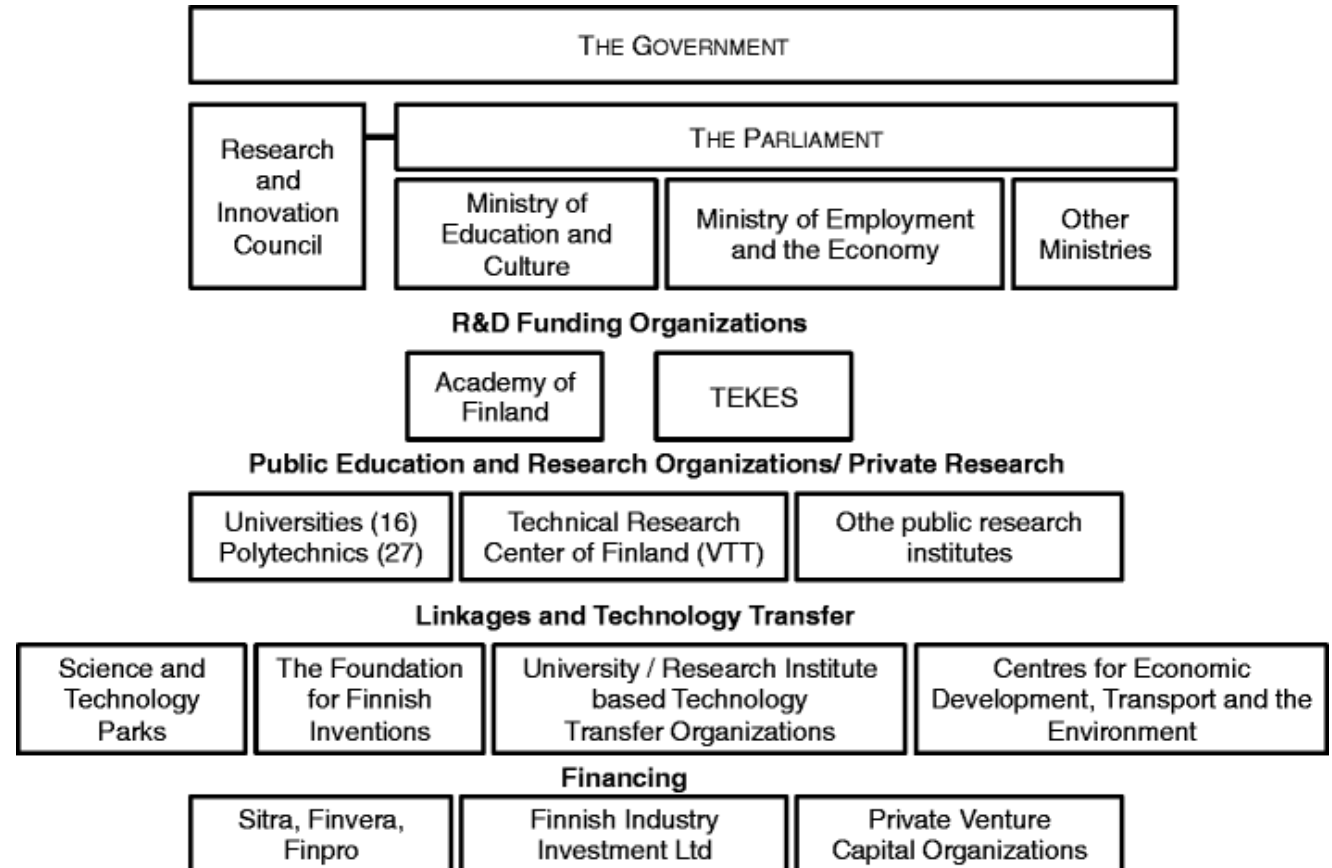 THE GOVERNMENT
Research
and
Innovation
Council
THE PARLIAMENT
Ministry of
Education and
Culture
Ministry of Employment
and the Economy
Other
Ministries
R&D Funding Organizations
Academy of
Finland
TEKES
Public Education and Research Organizations/ Private Research
Universities (16)
Polytechnics (27)
Technical Research
Center of Finland (VTT)
Othe public research
institutes
Linkages and Technology Transfer
Science and
Technology
Parks
The Foundation
for Finnish
Inventions
University / Research Institute
based Technology
Transfer Organizations
Centres for Economic
Development, Transport and the
Environment
Financing
Sitra, Finvera,
Finpro
Finnish Industry
Investment Ltd
Private Venture
Capital Organizations